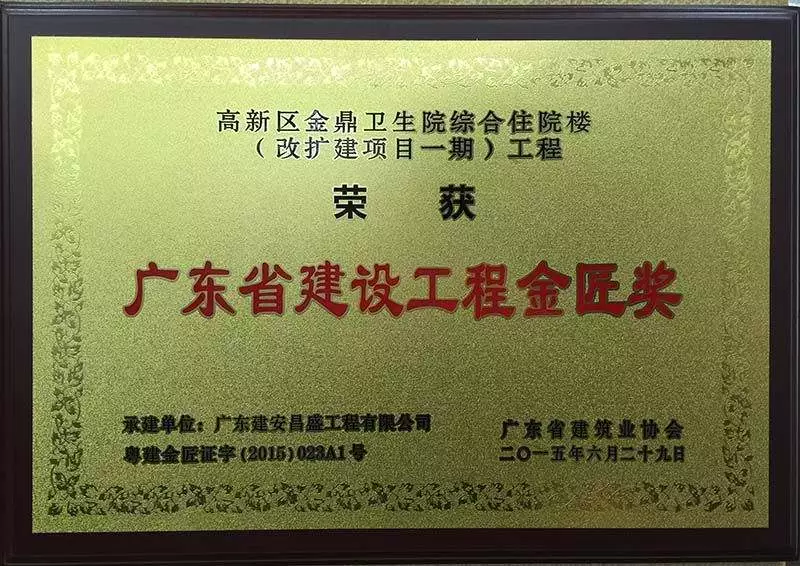 高新区金鼎卫生院综合住院楼
（改扩建项目一期）工程
荣 获
广东省建设工程金匠奖
承建单位：广东建安昌盛工程有限公司
粤建金匠证字(2015)023A1号
广东省建筑业协会
二〇一五年六月二十九日